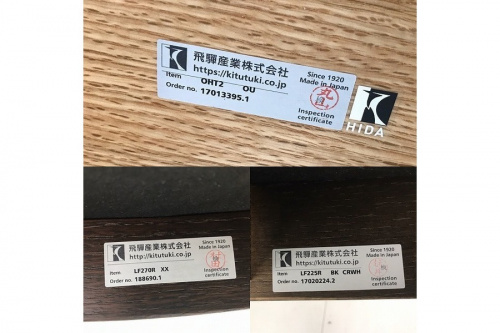 飛騨産業株式会社
https://kitutuki.co.jp
Item OHT2 OU
Order no. 17013395.1
Since 1920
Made in Japan
Inspection
certificate
HIDA
飛騨産業株式会社
http://kitutuki.co.jp
Item LF270R XX
Order no. 188690.1
Since 1920
Made in Japan
Inspection
certificate
飛騨産業株式会社
https://kitutuki.co.jp
Item LF225R BK CRWH
Order no. 17020224.2
Since 1920
Made in Japan
Inspection
certificate